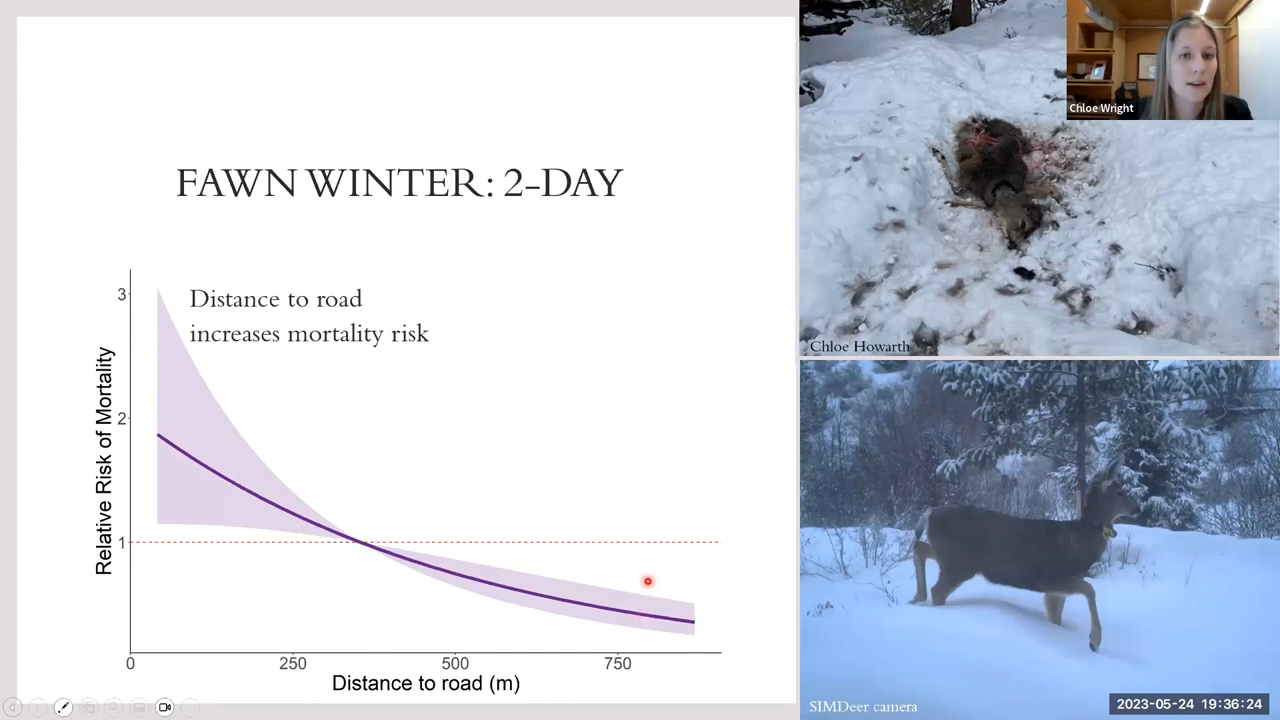 FAWN WINTER: 2-DAY
Distance to road
increases mortality risk
Relative Risk of Mortality
3
2
1
0
250
500
750
Distance to road (m)
Chloe Wright
Chloe Howarth
SIMDeer camera
2023-05-24 19:36:24